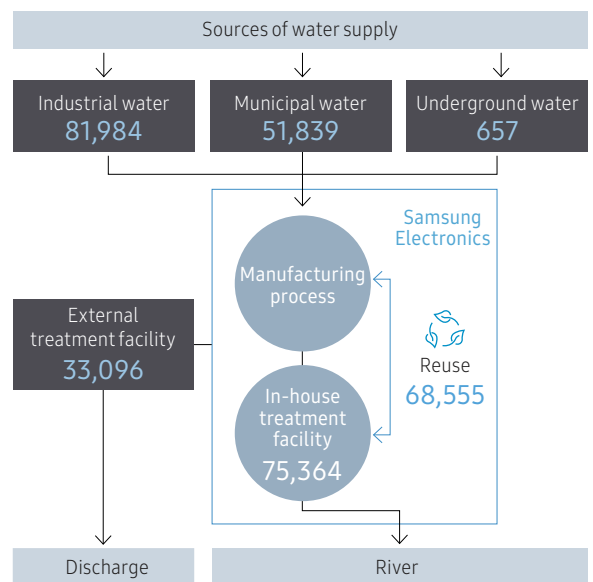 Sources of water supply
Industrial water
81,984
Municipal water
51,839
Underground water
657
Samsung
Electronics
Manufacturing
process
External
treatment facility
33,096
Reuse
68,555
In-house
treatment
facility
75,364
Discharge
River